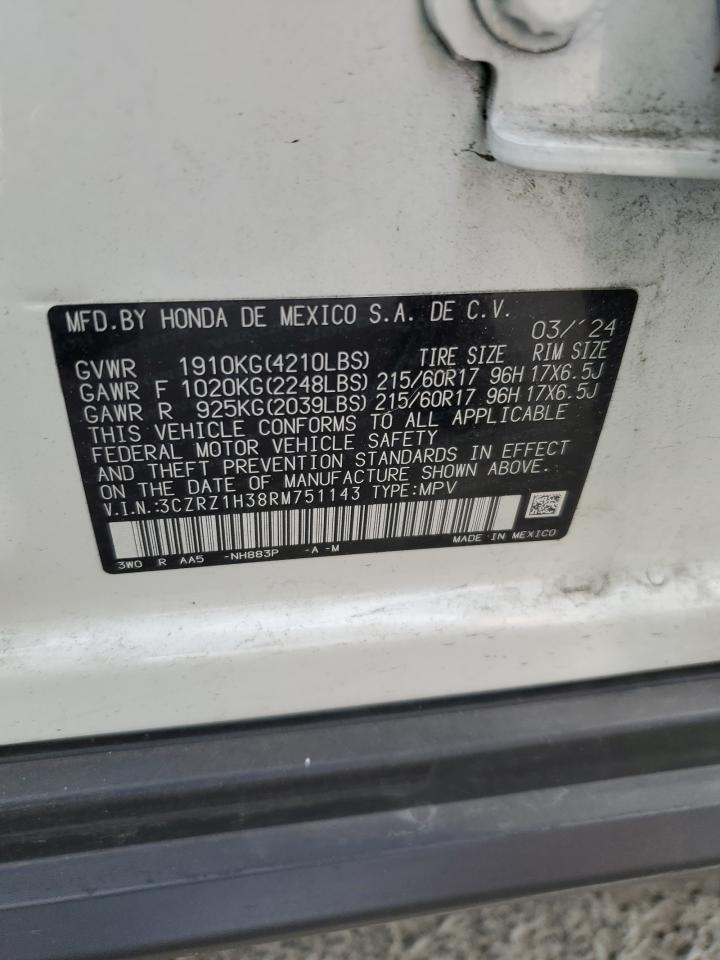 MFD.BY HONDA DE MEXICO S.A. DE C.V. 03/'24
GVWR 1910KG(4210LBS) TIRE SIZE RIM SIZE
GAWR F 1020KG(2248LBS) 215/60R17 96H 17X6.5J
GAWR R 925KG(2039LBS) 215/60R17 96H 17X6.5J
THIS VEHICLE CONFORMS TO ALL APPLICABLE
FEDERAL MOTOR VEHICLE SAFETY
AND THEFT PREVENTION STANDARDS IN EFFECT
ON THE DATE OF MANUFACTURE SHOWN ABOVE.
V.I.N.:3CZRZ1H38RM751143 TYPE:MPV
3W0 R AA5 -NH883P -A -M MADE IN MEXICO